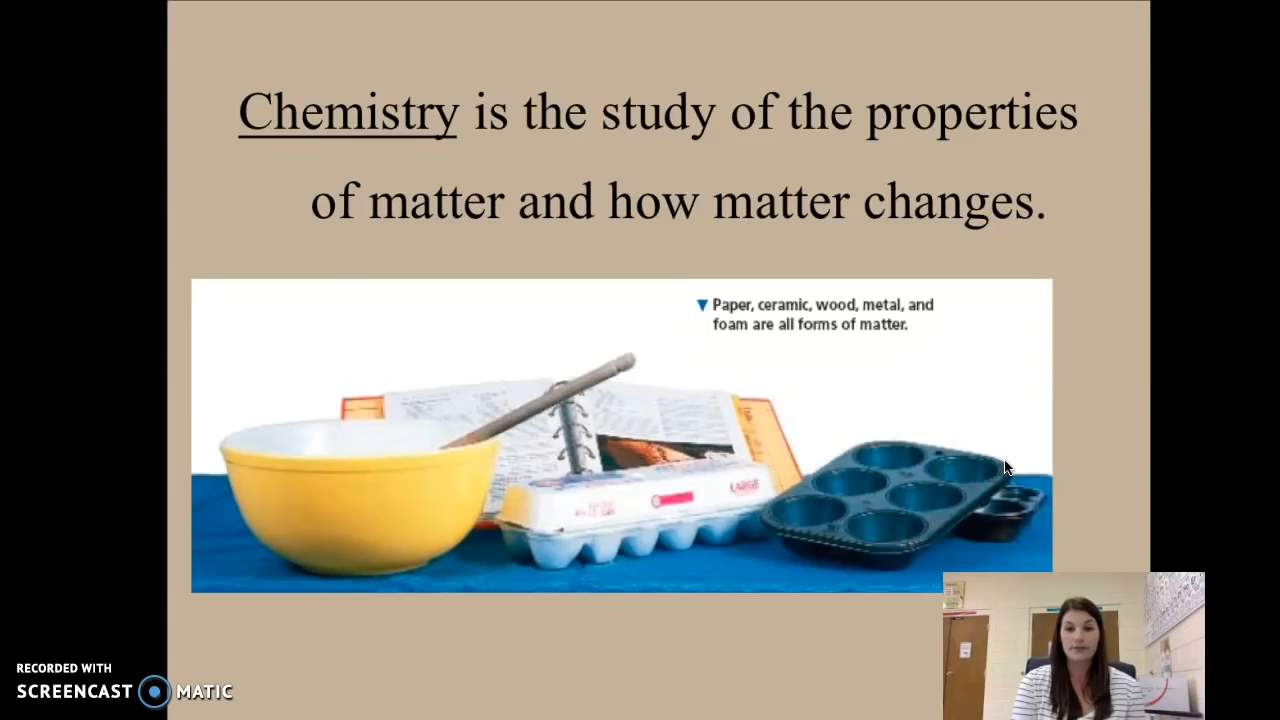 Chemistry is the study of the properties
of matter and how matter changes.
Paper, ceramic, wood, metal, and
foam are all forms of matter.
LARGE
RECORDED WITH
SCREENCAST MATIC